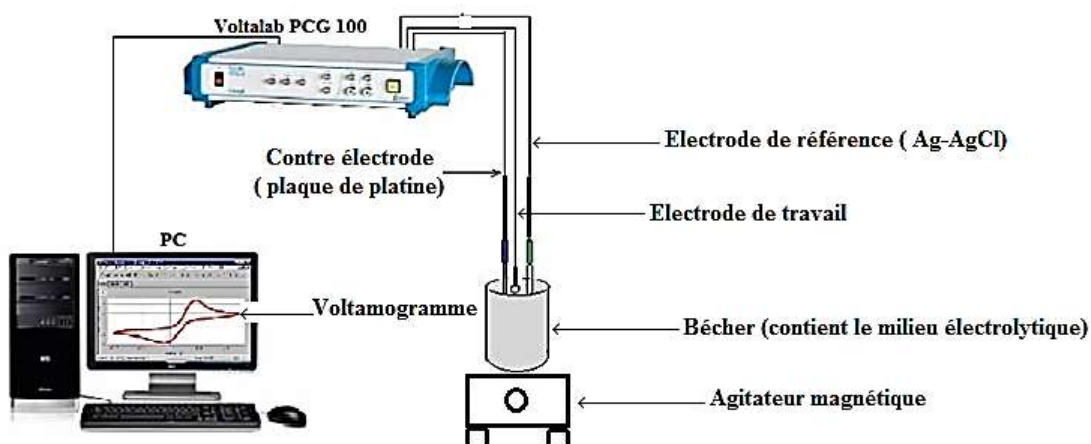 Voltalab PCG 100
Electrode de référence ( Ag-AgCl)
Contre électrode
( plaque de platine)
Electrode de travail
PC
Voltamogramme
Bécher (contient le milieu électrolytique)
Agitateur magnétique